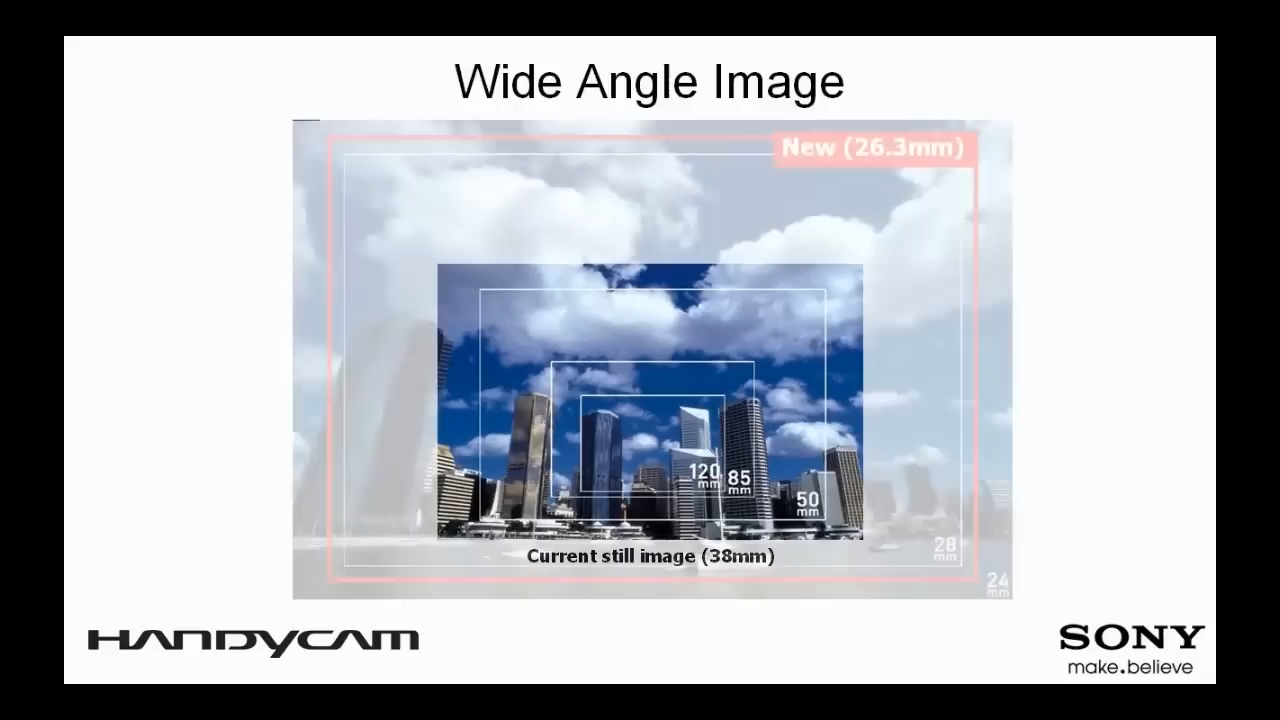 Wide Angle Image
New (26.3mm)
120
mm
85
mm
50
mm
Current still image (38mm)
28
mm
24
mm
HANDYCAM
SONY
make.believe